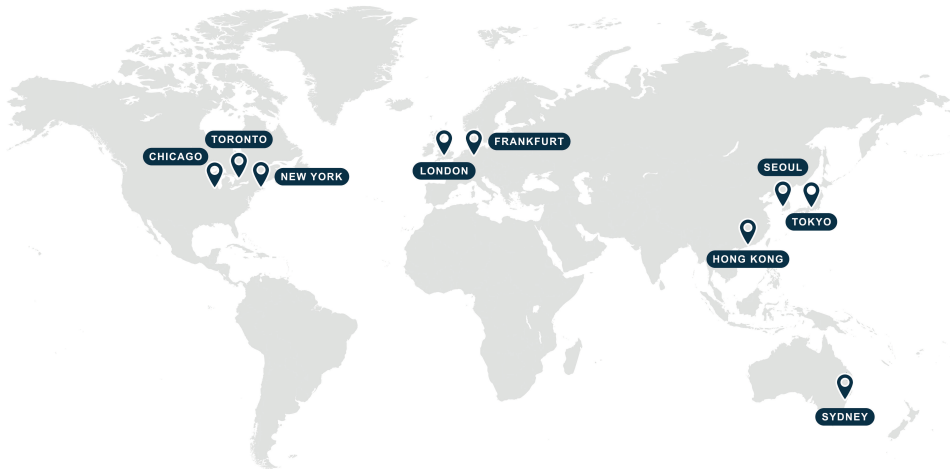 TORONTO
CHICAGO
NEW YORK
LONDON
FRANKFURT
SEOUL
TOKYO
HONG KONG
SYDNEY